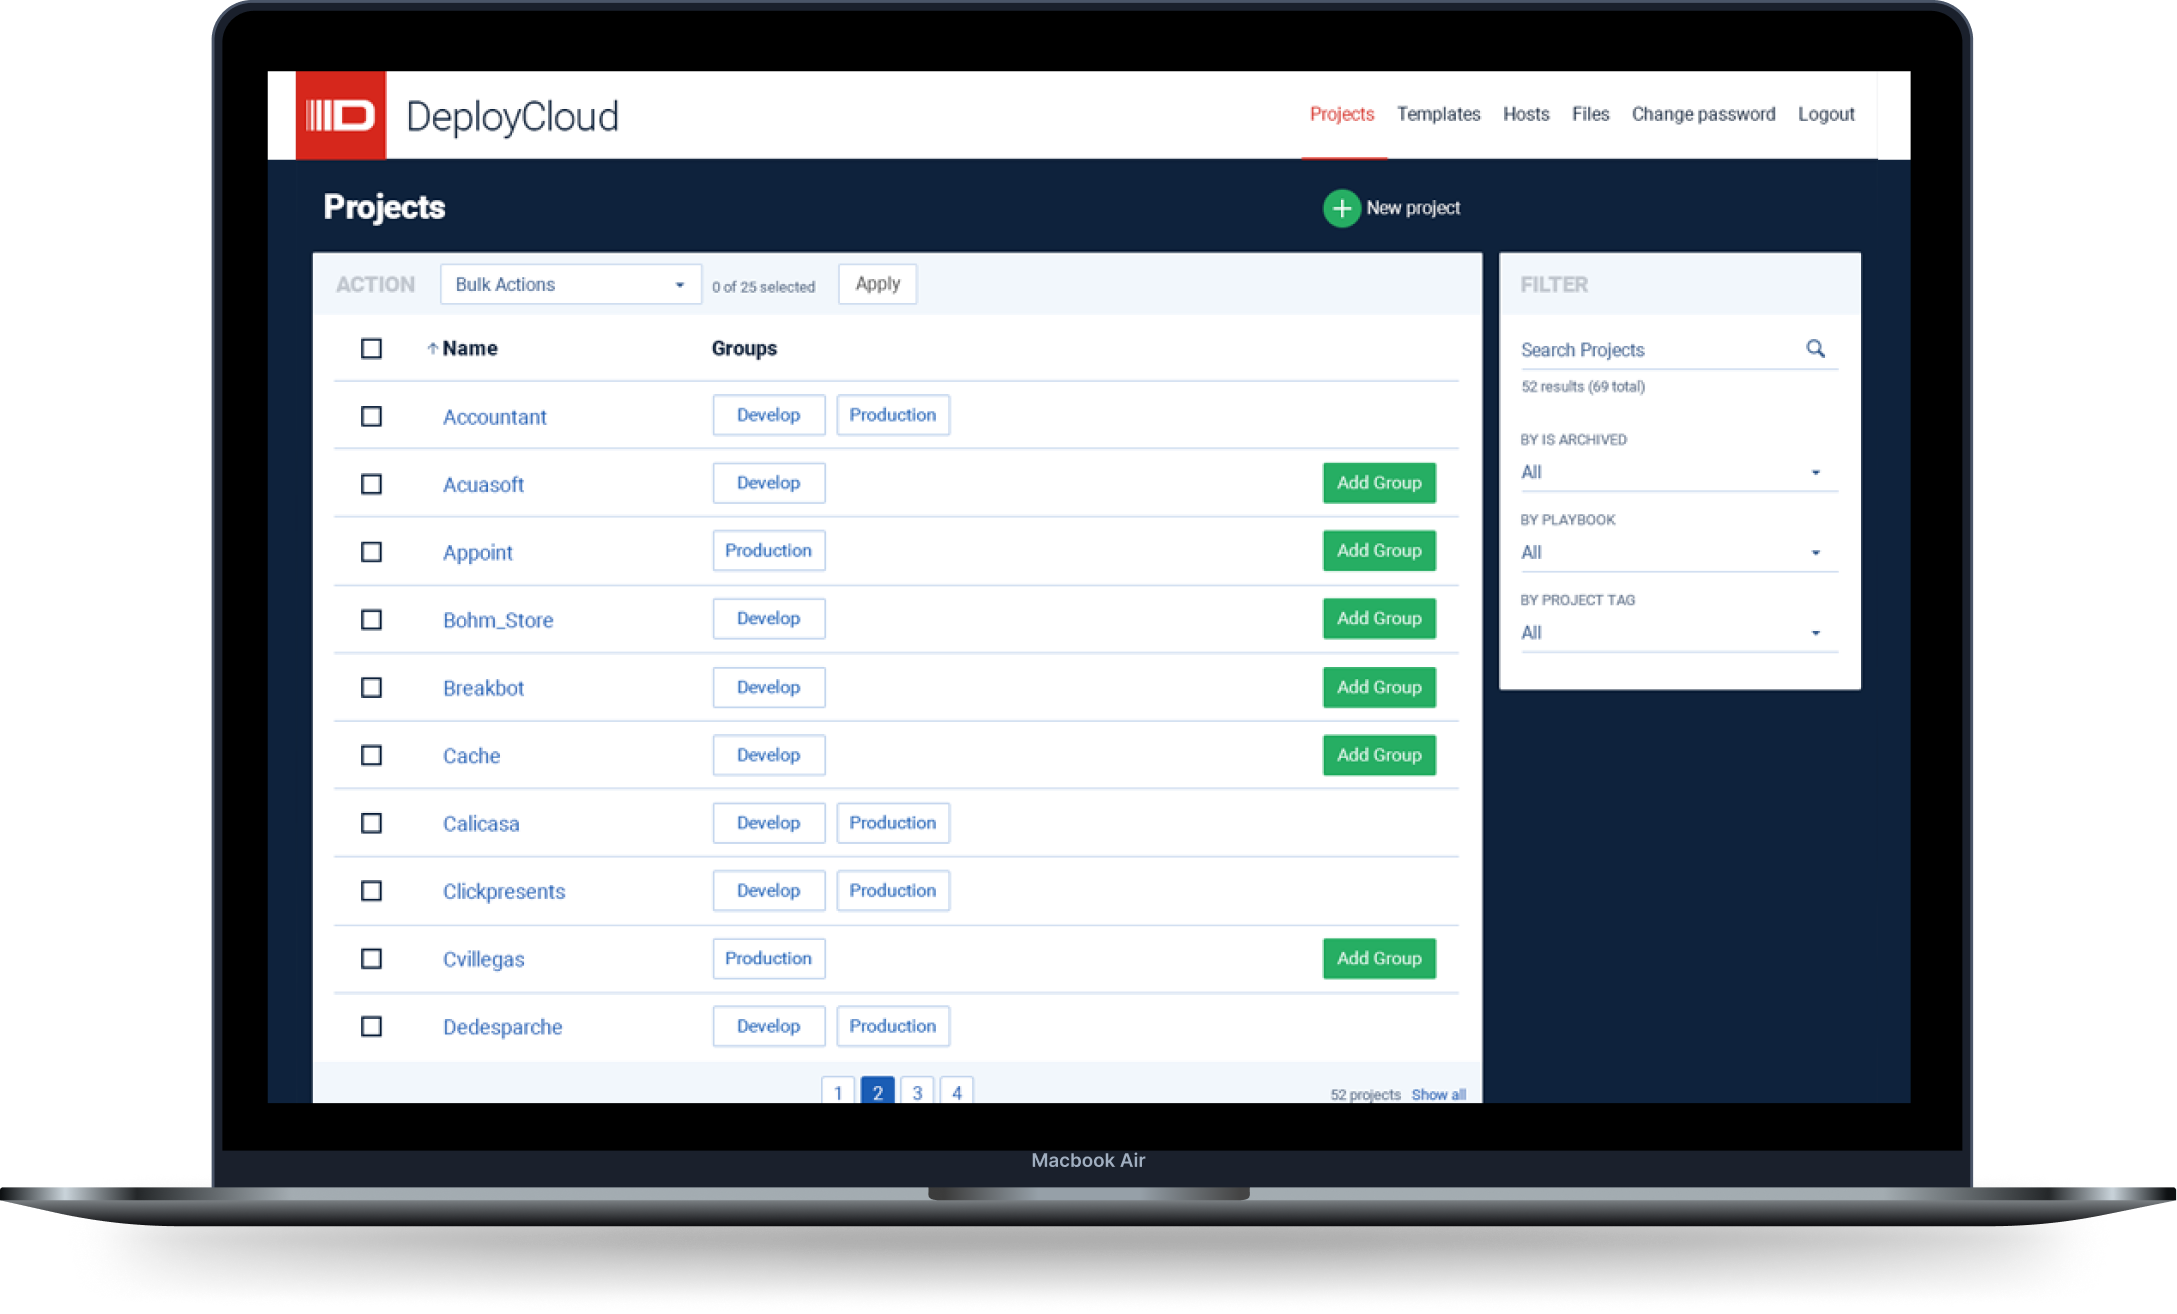 D DeployCloud Projects Templates Hosts Files Change password Logout
Projects New project
ACTION Bulk Actions 0 of 25 selected Apply
Name Groups
Accountant Develop Production
Acuasoft Develop Add Group
Appoint Production Add Group
Bohm_Store Develop Add Group
Breakbot Develop Add Group
Cache Develop Add Group
Calicasa Develop Production
Clickpresents Develop Production
Cvillegas Production Add Group
Dedesparche Develop Production
1 2 3 4 52 projects Show all
FILTER
Search Projects
52 results (69 total)
BY IS ARCHIVED
All
BY PLAYBOOK
All
BY PROJECT TAG
All
Macbook Air